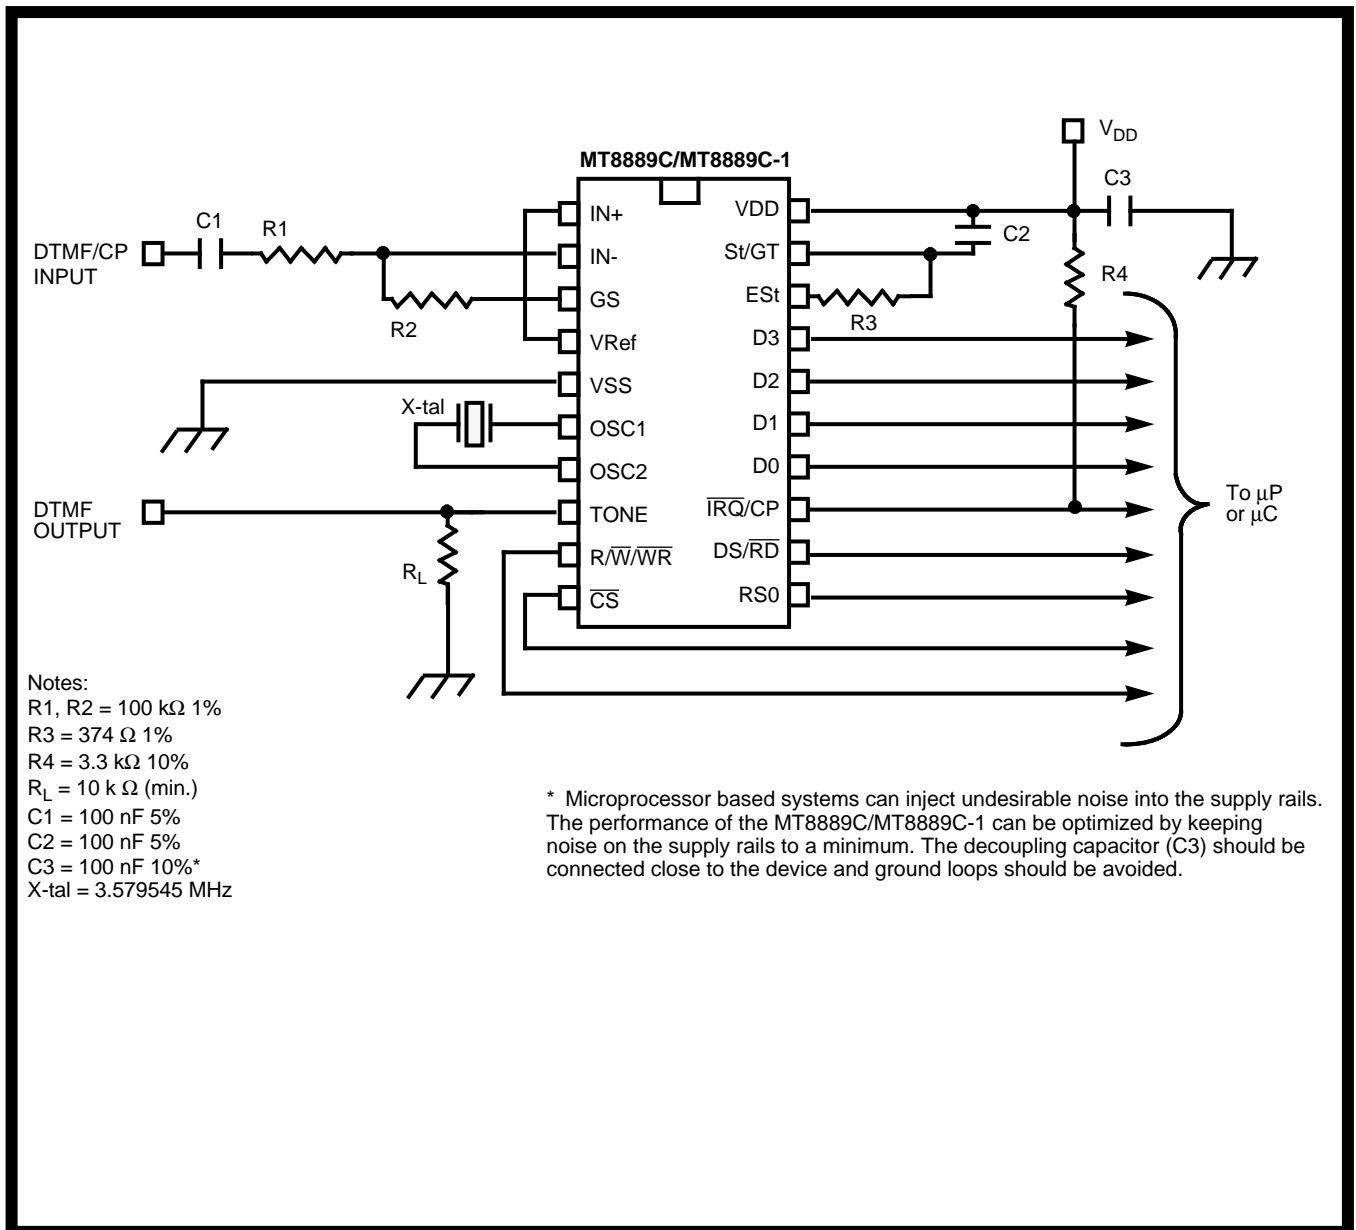 MT8889C/MT8889C-1
V_DD
C3
C1
R1
DTMF/CP
INPUT
R2
IN+
IN-
GS
VRef
VSS
OSC1
OSC2
TONE
R/W̅/W̅R̅
C̅S̅
VDD
St/GT
ESt
D3
D2
D1
D0
I̅R̅Q̅/CP
DS/R̅D̅
RS0
C2
R4
R3
X-tal
DTMF
OUTPUT
R_L
To µP
or µC
Notes:
R1, R2 = 100 kΩ 1%
R3 = 374 Ω 1%
R4 = 3.3 kΩ 10%
R_L = 10 k Ω (min.)
C1 = 100 nF 5%
C2 = 100 nF 5%
C3 = 100 nF 10%*
X-tal = 3.579545 MHz
* Microprocessor based systems can inject undesirable noise into the supply rails.
The performance of the MT8889C/MT8889C-1 can be optimized by keeping
noise on the supply rails to a minimum. The decoupling capacitor (C3) should be
connected close to the device and ground loops should be avoided.